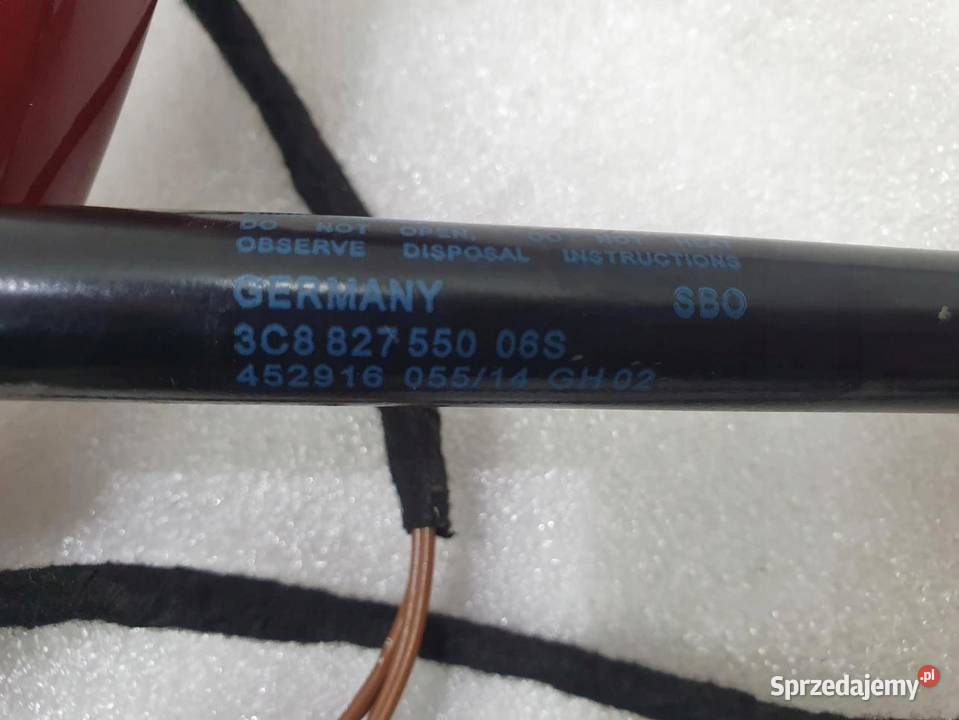 DO NOT OPEN, DO NOT HEAT
OBSERVE DISPOSAL INSTRUCTIONS
GERMANY SBO
3C8 827 550 06S
452916 055/14 GH 02
Sprzedajemy.pl